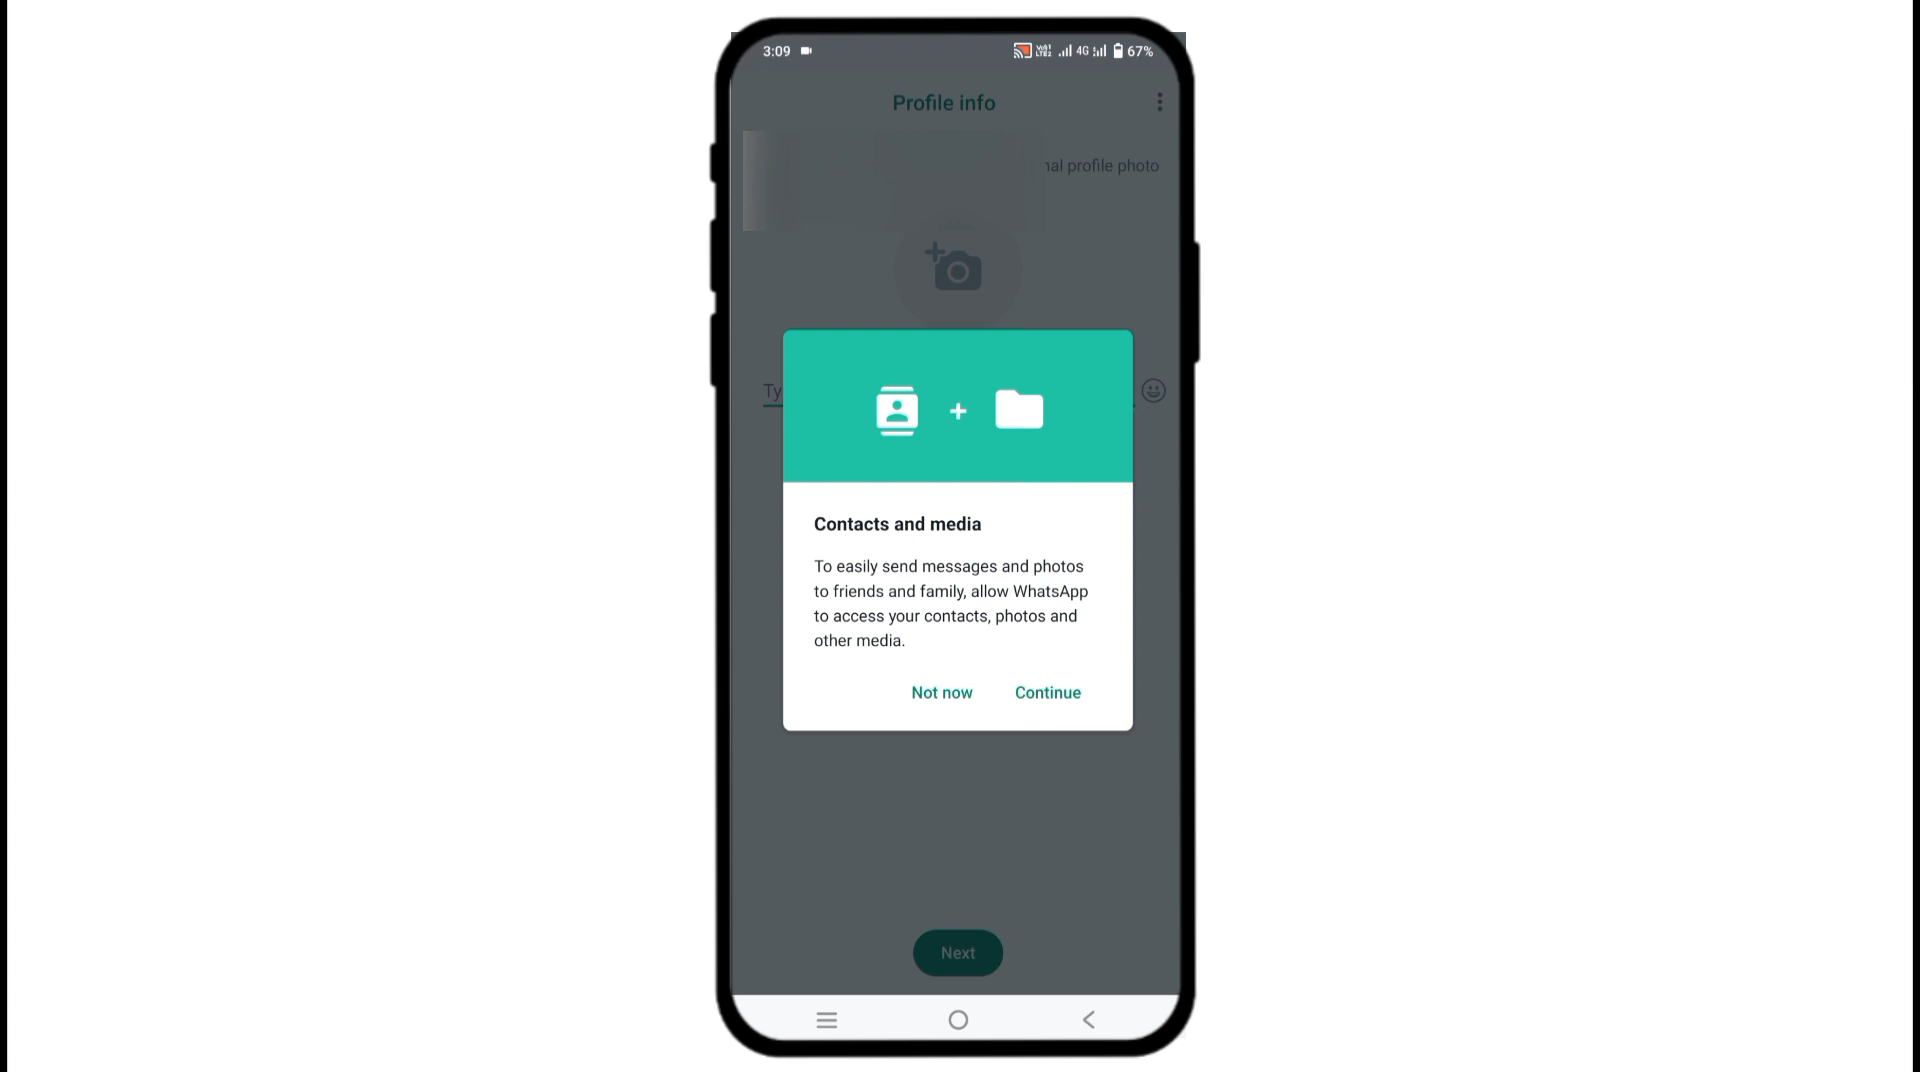 3:09
4G 67%
Profile info
profile photo
Ty
Contacts and media
To easily send messages and photos
to friends and family, allow WhatsApp
to access your contacts, photos and
other media.
Not now Continue
Next